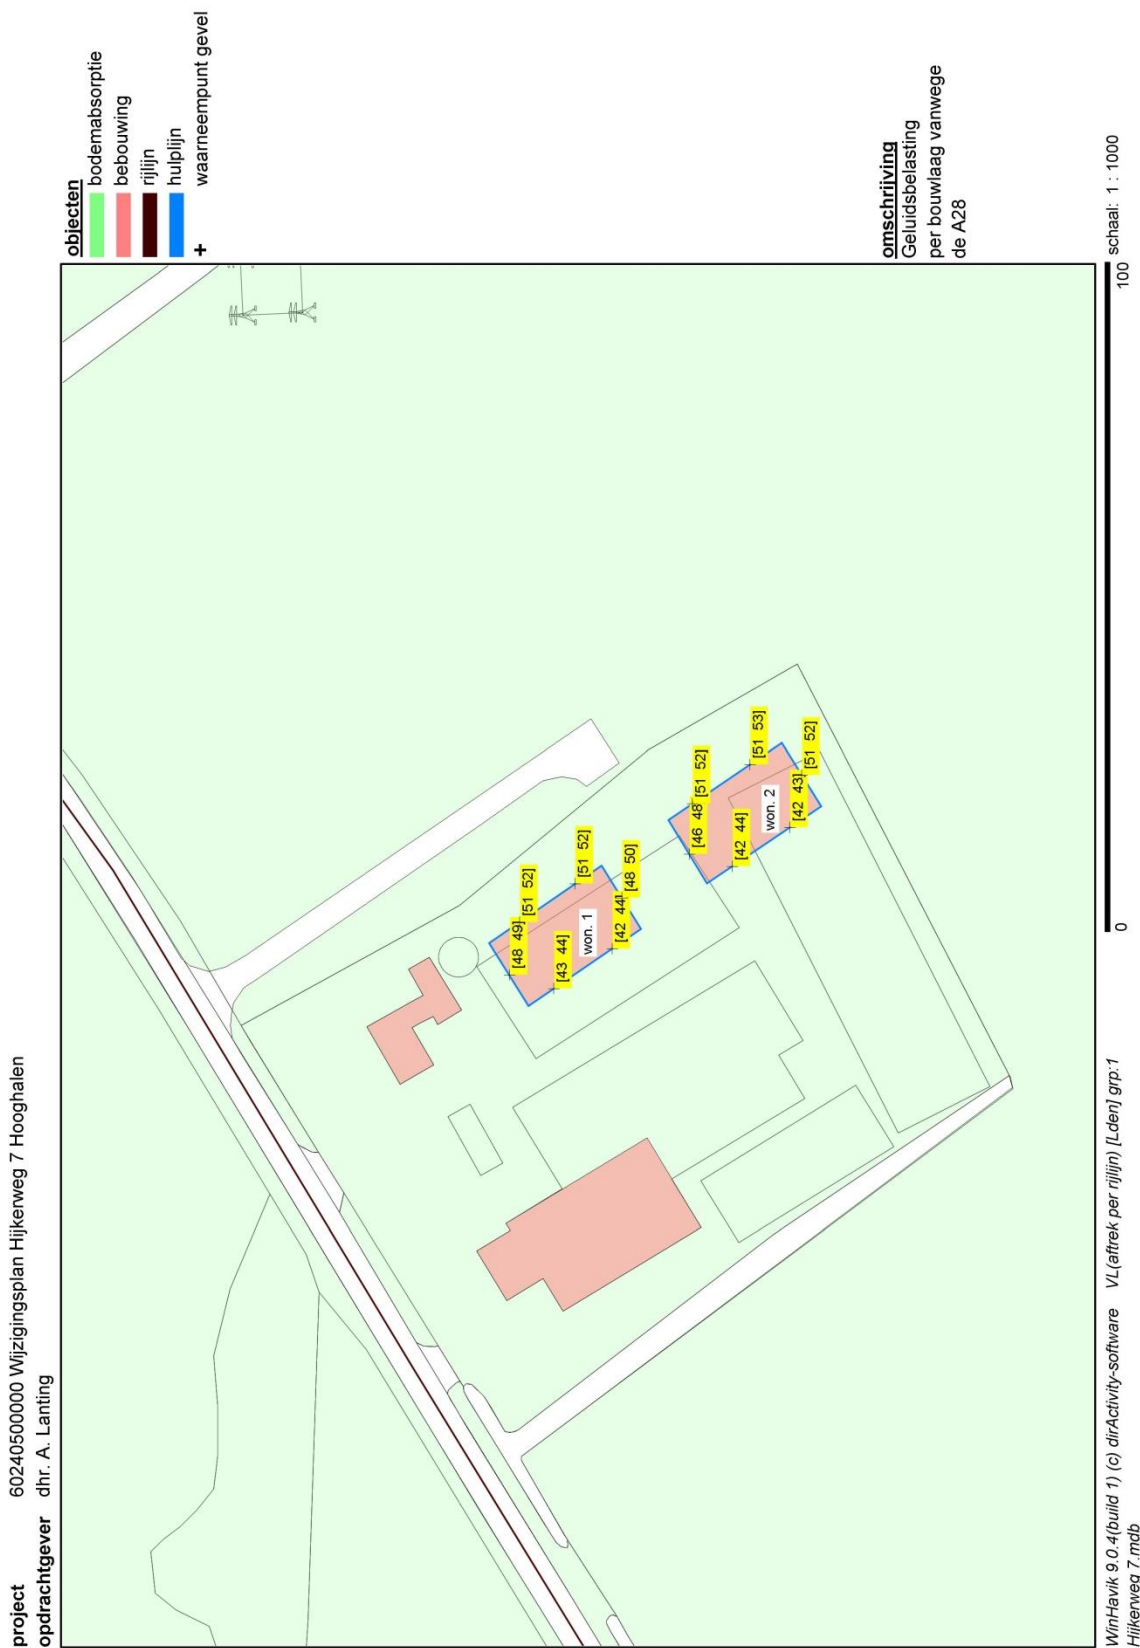 project 60240500000 Wijzigingsplan Hijkerweg 7 Hooghalen
opdrachtgever dhr. A. Lanting
objecten
bodemabsorptie
bebouwing
rijlijn
hulplijn
+ waarneempunt gevel
[48 49]
[51 52]
[43 44]
[51 52]
won. 1
[42 44]
[48 50]
[46 48]
[51 52]
[42 44]
[51 53]
won. 2
[42 43]
[51 52]
omschrijving
Geluidsbelasting
per bouwlaag vanwege
de A28
0
100
schaal: 1 : 1000
WinHavik 9.0.4(build 1) (c) dirActivity-software VL(aftrek per rijlijn) [Lden] grp:1
Hijkerweg 7.mdb